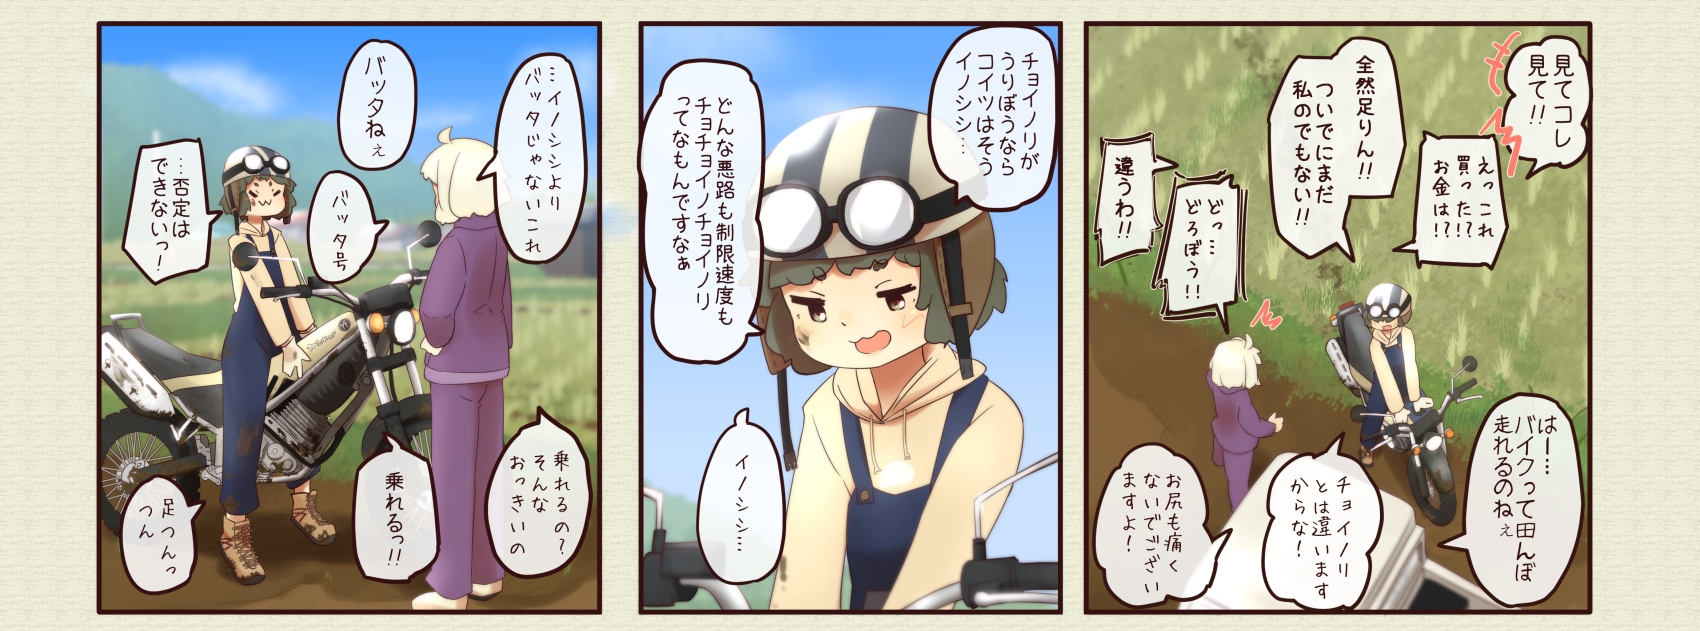 見てコレ
見て!!
えっこれ
買った!?
お金は!?
全然足りん!!
ついでにまだ
私のでもない!!
どっ…
どろぼう!!
違うわ!!
はー…
バイクって田んぼ
走れるのねぇ
チョイノリ
とは違います
からな!
お尻も痛く
ないでござい
ますよ!
チョイノリが
うりぼうなら
コイツはそう
イノシシ…
どんな悪路も制限速度も
チョチョイノチョイノリ
ってなもんですなぁ
イノシシ…
…イノシシより
バッタじゃないこれ
バッタねぇ
バッタ号
…否定は
できないっ!
乗れるの?
そんな
おっきいの
乗れるっ!!
足つんっ
つん